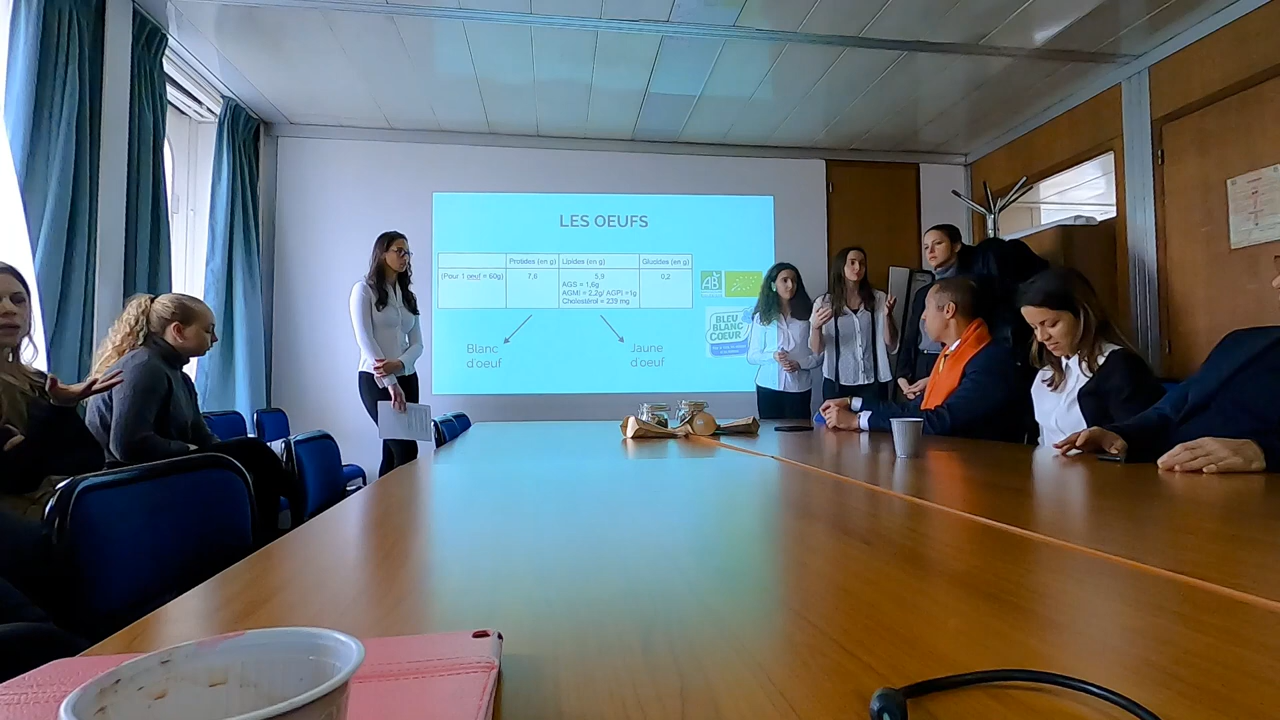 LES OEUFS
Protéines (en g) Lipides (en g) Glucides (en g)
(Pour 1 oeuf = 60g) 7,6 5,9 0,2
AGS = 1,6g
AGMI = 2,2g/ AGPI = 1g
Cholestérol = 239 mg
Blanc
d'oeuf
Jaune
d'oeuf
AB
BLEU
BLANC
COEUR